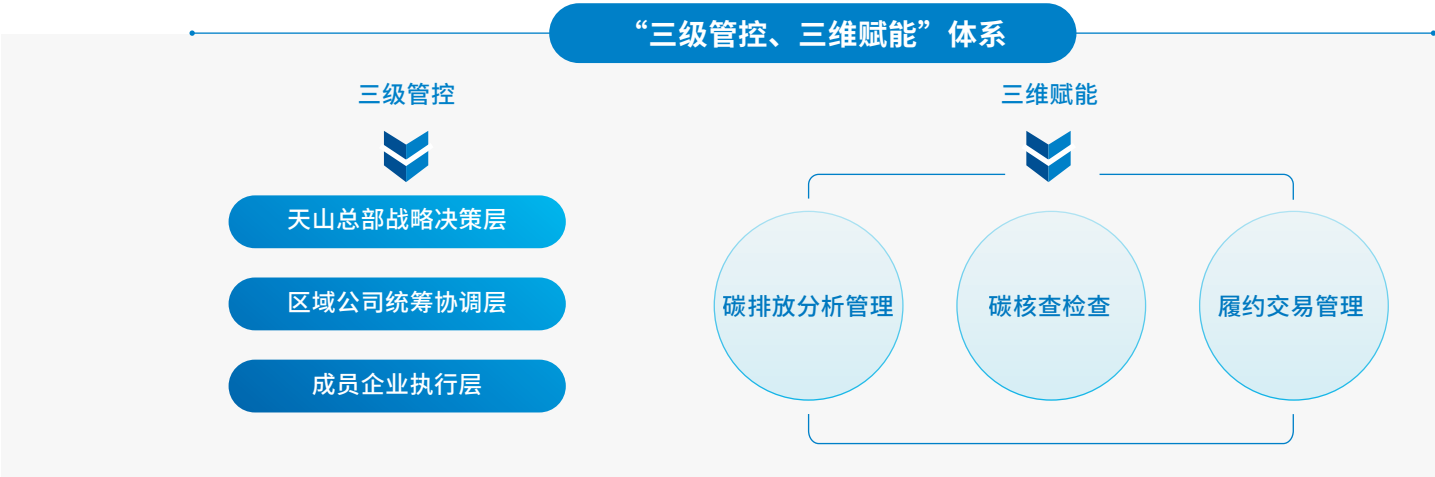 “三级管控、三维赋能”体系
三级管控
天山总部战略决策层
区域公司统筹协调层
成员企业执行层
三维赋能
碳排放分析管理
碳核查检查
履约交易管理